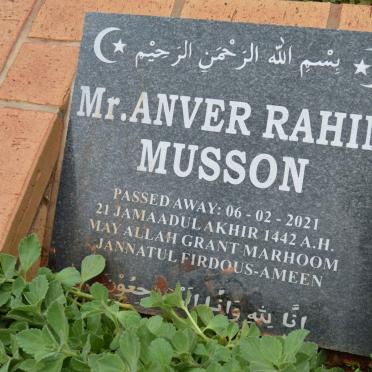 بِسْمِ اللهِ الرَّحْمَنِ الرَّحِيْمِ
Mr. ANVER RAHIM
MUSSON
PASSED AWAY: 06 - 02 - 2021
21 JAMAADUL AKHIR 1442 A.H.
MAY ALLAH GRANT MARHOOM
JANNATUL FIRDOUS-AMEEN
إِنَّا لِلّٰهِ وَإِنَّا